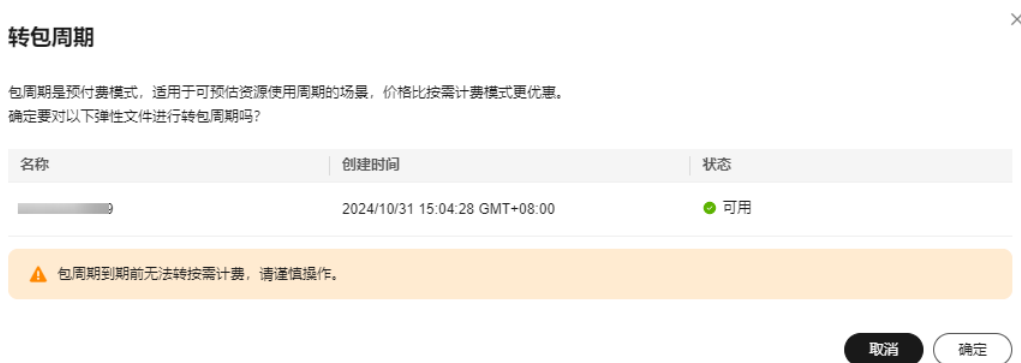 转包周期
包周期是预付费模式，适用于可预估资源使用周期的场景，价格比按需计费模式更优惠。
确定要对以下弹性文件进行转包周期吗？
名称 创建时间 状态
2024/10/31 15:04:28 GMT+08:00 可用
包周期到期前无法转按需计费，请谨慎操作。
取消 确定